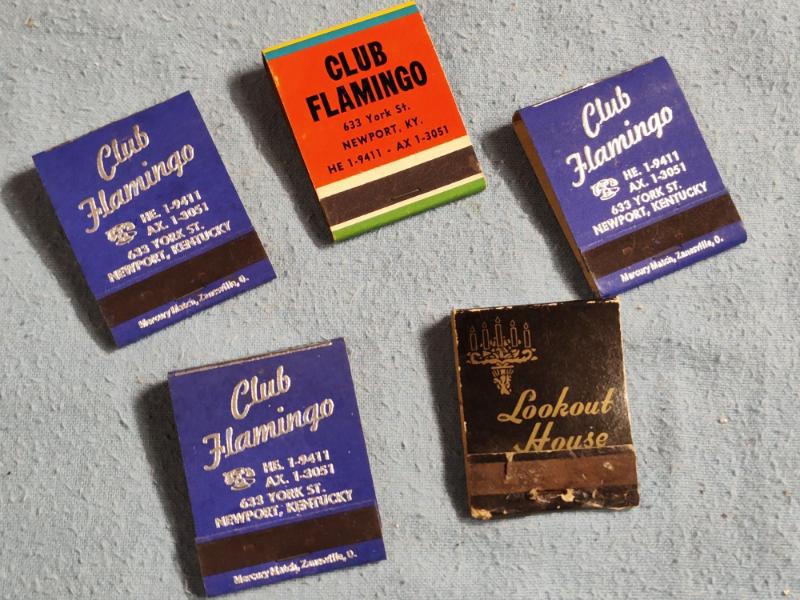 CLUB
FLAMINGO
633 York St.
NEWPORT, KY.
HE 1-9411 - AX 1-3051
Club
Flamingo
HE. 1-9411
AX. 1-3051
633 YORK ST.
NEWPORT, KENTUCKY
Mercury Match, Zanesville, O.
Club
Flamingo
HE. 1-9411
AX. 1-3051
633 YORK ST.
NEWPORT, KENTUCKY
Mercury Match, Zanesville, O.
Club
Flamingo
HE. 1-9411
AX. 1-3051
633 YORK ST.
NEWPORT, KENTUCKY
Mercury Match, Zanesville, O.
Lookout
House